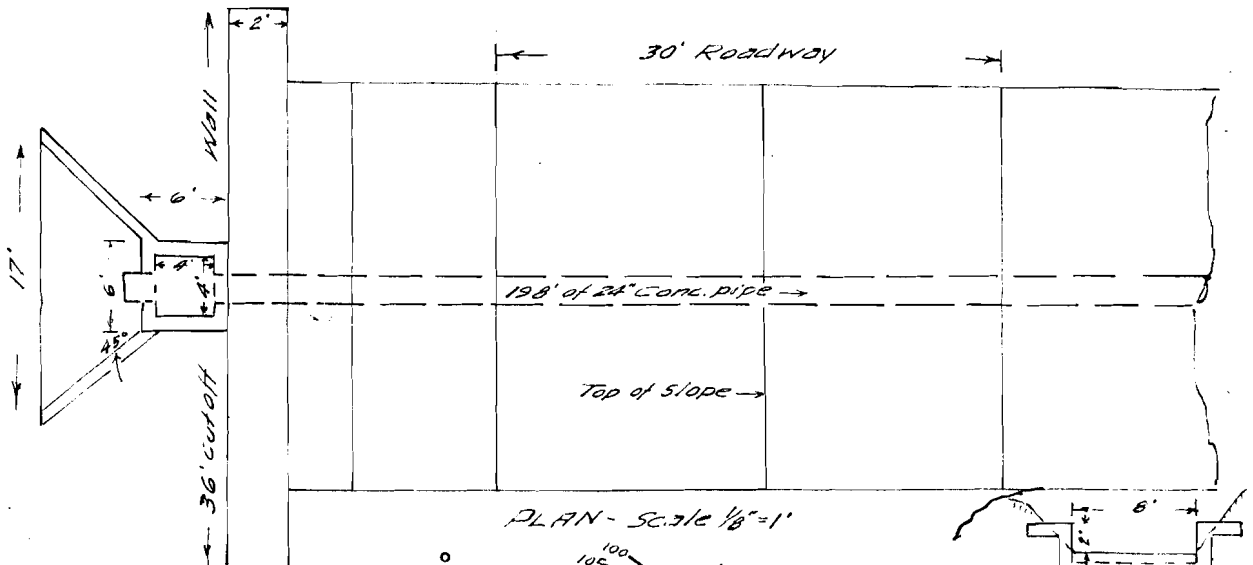 2'
30' Roadway
Wall
6'
17'
6'
4'
4'
198' of 24" Conc. pipe →
45°
Top of Slope →
36' Cutoff
PLAN - Scale 1/8"=1'
8'
2'
100